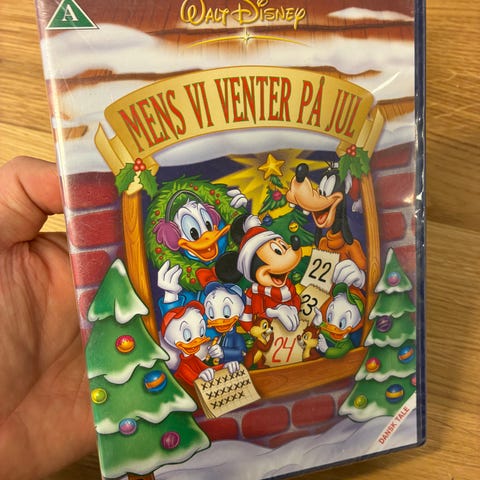 A
WALT DISNEY
MENS VI VENTER PÅ JUL
22
23
24
DANSK TALE